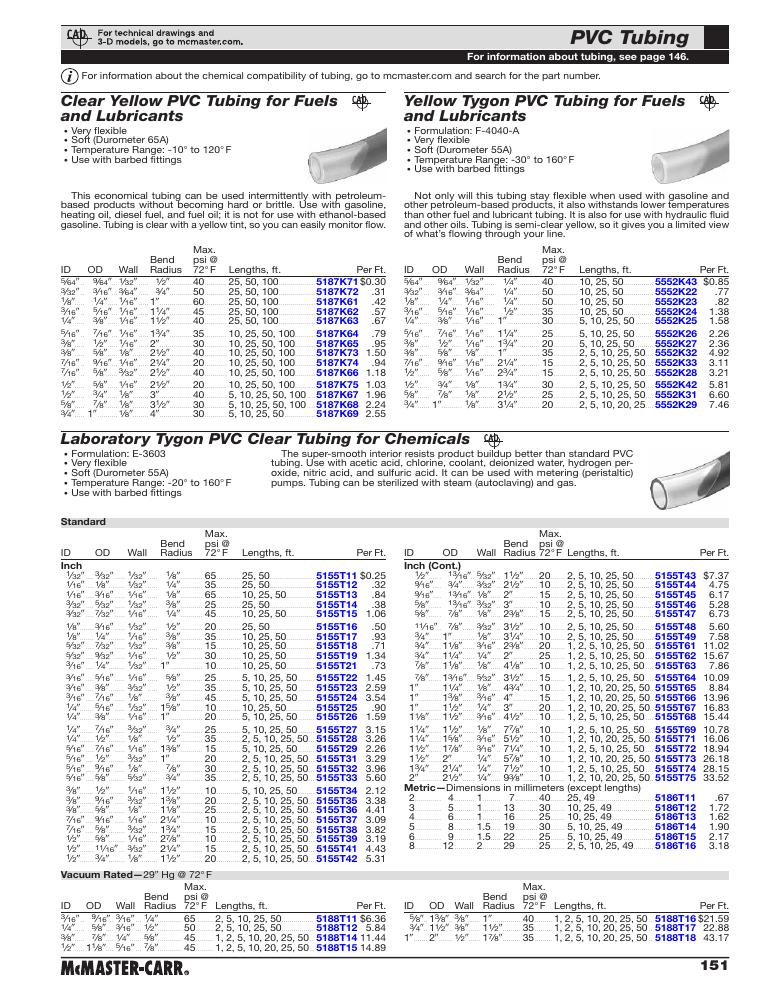 CAD
For technical drawings and
3-D models, go to mcmaster.com.
PVC Tubing
For information about tubing, see page 146.
i For information about the chemical compatibility of tubing, go to mcmaster.com and search for the part number.
Clear Yellow PVC Tubing for Fuels CAD
and Lubricants
• Very flexible
• Soft (Durometer 65A)
• Temperature Range: -10° to 120° F
• Use with barbed fittings
This economical tubing can be used intermittently with petroleum-
based products without becoming hard or brittle. Use with gasoline,
heating oil, diesel fuel, and fuel oil; it is not for use with ethanol-based
gasoline. Tubing is clear with a yellow tint, so you can easily monitor flow.
Max.
Bend psi @
ID OD Wall Radius 72° F Lengths, ft. Per Ft.
5/64" 9/64" 1/32" 1/2" 40 25, 50, 100 5187K71 $0.30
3/32" 3/16" 3/64" 3/4" 50 25, 50, 100 5187K72 .31
1/8" 1/4" 1/16" 1" 60 25, 50, 100 5187K61 .42
3/16" 5/16" 1/16" 1 1/4" 45 25, 50, 100 5187K62 .57
1/4" 3/8" 1/16" 1 1/2" 40 25, 50, 100 5187K63 .67
5/16" 7/16" 1/16" 1 3/4" 35 10, 25, 50, 100 5187K64 .79
3/8" 1/2" 1/16" 2" 30 10, 25, 50, 100 5187K65 .95
3/8" 5/8" 1/8" 2 1/2" 40 10, 25, 50, 100 5187K73 1.50
7/16" 9/16" 1/16" 2 1/4" 20 10, 25, 50, 100 5187K74 .94
7/16" 5/8" 3/32" 2 1/2" 40 10, 25, 50, 100 5187K66 1.18
1/2" 5/8" 1/16" 2 1/2" 20 10, 25, 50, 100 5187K75 1.03
1/2" 3/4" 1/8" 3" 40 5, 10, 25, 50, 100 5187K67 1.96
5/8" 7/8" 1/8" 3 1/2" 30 5, 10, 25, 50, 100 5187K68 2.24
3/4" 1" 1/8" 4" 30 5, 10, 25, 50 5187K69 2.55
Yellow Tygon PVC Tubing for Fuels CAD
and Lubricants
• Formulation: F-4040-A
• Very flexible
• Soft (Durometer 55A)
• Temperature Range: -30° to 160° F
• Use with barbed fittings
Not only will this tubing stay flexible when used with gasoline and
other petroleum-based products, it also withstands lower temperatures
than other fuel and lubricant tubing. It is also for use with hydraulic fluid
and other oils. Tubing is semi-clear yellow, so it gives you a limited view
of what's flowing through your line.
Max.
Bend psi @
ID OD Wall Radius 72° F Lengths, ft. Per Ft.
5/64" 9/64" 1/32" 1/4" 40 10, 25, 50 5552K43 $0.85
3/32" 3/16" 3/64" 1/4" 50 10, 25, 50 5552K22 .77
1/8" 1/4" 1/16" 1/4" 50 10, 25, 50 5552K23 .82
3/16" 5/16" 1/16" 1/2" 35 10, 25, 50 5552K24 1.38
1/4" 3/8" 1/16" 1" 30 5, 10, 25, 50 5552K25 1.58
5/16" 7/16" 1/16" 1 1/4" 25 5, 10, 25, 50 5552K26 2.26
3/8" 1/2" 1/16" 1 3/4" 20 5, 10, 25, 50 5552K27 2.36
3/8" 5/8" 1/8" 1" 35 2, 5, 10, 25, 50 5552K32 4.92
7/16" 9/16" 1/16" 2 1/4" 15 2, 5, 10, 25, 50 5552K33 3.11
1/2" 5/8" 1/16" 2 3/4" 15 2, 5, 10, 25, 50 5552K28 3.21
1/2" 3/4" 1/8" 1 3/4" 30 2, 5, 10, 25, 50 5552K42 5.81
5/8" 7/8" 1/8" 2 1/2" 25 2, 5, 10, 25, 50 5552K31 6.60
3/4" 1" 1/8" 3 1/4" 20 2, 5, 10, 20, 25 5552K29 7.46
Laboratory Tygon PVC Clear Tubing for Chemicals CAD
• Formulation: E-3603
• Very flexible
• Soft (Durometer 55A)
• Temperature Range: -20° to 160° F
• Use with barbed fittings
The super-smooth interior resists product buildup better than standard PVC
tubing. Use with acetic acid, chlorine, coolant, deionized water, hydrogen per-
oxide, nitric acid, and sulfuric acid. It can be used with metering (peristaltic)
pumps. Tubing can be sterilized with steam (autoclaving) and gas.
Standard
Max.
Bend psi @
ID OD Wall Radius 72° F Lengths, ft. Per Ft.
Inch
1/32" 3/32" 1/32" 1/8" 65 25, 50 5155T11 $0.25
1/16" 1/8" 1/32" 1/4" 35 25, 50 5155T12 .32
1/16" 3/16" 1/16" 1/8" 65 10, 25, 50 5155T13 .84
3/32" 5/32" 1/32" 3/8" 25 25, 50 5155T14 .38
3/32" 7/32" 1/16" 1/4" 45 10, 25, 50 5155T15 1.06
1/8" 3/16" 1/32" 1/2" 20 25, 50 5155T16 .50
1/8" 1/4" 1/16" 3/8" 35 10, 25, 50 5155T17 .93
5/32" 7/32" 1/32" 5/8" 15 10, 25, 50 5155T18 .71
5/32" 9/32" 1/16" 1/2" 30 10, 25, 50 5155T19 1.34
3/16" 1/4" 1/32" 1" 10 10, 25, 50 5155T21 .73
3/16" 5/16" 1/16" 5/8" 25 5, 10, 25, 50 5155T22 1.45
3/16" 3/8" 3/32" 1/2" 35 5, 10, 25, 50 5155T23 2.59
3/16" 7/16" 1/8" 3/8" 45 5, 10, 25, 50 5155T24 3.54
1/4" 5/16" 1/32" 1 5/8" 10 10, 25, 50 5155T25 .90
1/4" 3/8" 1/16" 1" 20 5, 10, 25, 50 5155T26 1.59
1/4" 7/16" 3/32" 3/4" 25 5, 10, 25, 50 5155T27 3.15
1/4" 1/2" 1/8" 5/8" 35 2, 5, 10, 25, 50 5155T28 3.26
5/16" 7/16" 1/16" 1 3/8" 15 5, 10, 25, 50 5155T29 2.26
5/16" 1/2" 3/32" 1" 20 2, 5, 10, 25, 50 5155T31 3.29
5/16" 9/16" 1/8" 7/8" 30 2, 5, 10, 25, 50 5155T32 3.96
5/16" 5/8" 5/32" 3/4" 35 2, 5, 10, 25, 50 5155T33 5.60
3/8" 1/2" 1/16" 1 1/2" 10 5, 10, 25, 50 5155T34 2.12
3/8" 9/16" 3/32" 1 3/8" 20 2, 5, 10, 25, 50 5155T35 3.38
3/8" 5/8" 1/8" 1 1/8" 25 2, 5, 10, 25, 50 5155T36 4.41
7/16" 9/16" 1/16" 2 1/4" 10 2, 5, 10, 25, 50 5155T37 3.09
7/16" 5/8" 3/32" 1 3/4" 15 2, 5, 10, 25, 50 5155T38 3.82
1/2" 5/8" 1/16" 2 7/8" 10 2, 5, 10, 25, 50 5155T39 3.19
1/2" 11/16" 3/32" 2 1/4" 15 2, 5, 10, 25, 50 5155T41 4.43
1/2" 3/4" 1/8" 1 1/2" 20 2, 5, 10, 25, 50 5155T42 5.31
Max.
Bend psi @
ID OD Wall Radius 72° F Lengths, ft. Per Ft.
Inch (Cont.)
1/2" 13/16" 5/32" 1 1/2" 20 2, 5, 10, 25, 50 5155T43 $7.37
9/16" 3/4" 3/32" 2 1/2" 10 2, 5, 10, 25, 50 5155T44 4.75
9/16" 13/16" 1/8" 2" 15 2, 5, 10, 25, 50 5155T45 6.17
5/8" 13/16" 3/32" 3" 10 2, 5, 10, 25, 50 5155T46 5.28
5/8" 7/8" 1/8" 2 3/8" 15 2, 5, 10, 25, 50 5155T47 6.73
11/16" 7/8" 3/32" 3 1/2" 10 2, 5, 10, 25, 50 5155T48 5.60
3/4" 1" 1/8" 3 1/4" 10 2, 5, 10, 25, 50 5155T49 7.58
3/4" 1 1/8" 3/16" 2 3/8" 20 1, 2, 5, 10, 25, 50 5155T61 11.02
3/4" 1 1/4" 1/4" 2" 25 1, 2, 5, 10, 25, 50 5155T62 15.67
7/8" 1 1/8" 1/8" 4 1/8" 10 1, 2, 5, 10, 25, 50 5155T63 7.86
7/8" 13/16" 5/32" 3 1/2" 10 1, 2, 5, 10, 25, 50 5155T64 10.09
1" 1 1/4" 1/8" 4 3/4" 10 1, 2, 10, 20, 25, 50 5155T65 8.84
1" 1 3/8" 3/16" 4" 15 1, 2, 10, 20, 25, 50 5155T66 13.96
1" 1 1/2" 1/4" 3" 20 1, 2, 10, 20, 25, 50 5155T67 16.83
1 1/8" 1 1/2" 3/16" 4 1/2" 10 1, 2, 5, 10, 25, 50 5155T68 15.44
1 1/4" 1 1/2" 1/8" 7 7/8" 10 1, 2, 5, 10, 25, 50 5155T69 10.78
1 1/4" 1 5/8" 3/16" 5 1/2" 10 1, 2, 5, 10, 25, 50 5155T71 16.06
1 1/2" 1 7/8" 3/16" 7 1/4" 10 1, 2, 5, 10, 25, 50 5155T72 18.94
1 1/2" 2" 1/4" 5 1/2" 10 1, 2, 5, 10, 25, 50 5155T73 26.18
1 3/4" 2 1/4" 1/4" 7 1/2" 10 1, 2, 5, 10, 25, 50 5155T74 28.15
2" 2 1/2" 1/4" 9 3/8" 10 1, 2, 5, 10, 25, 50 5155T75 33.52
Metric—Dimensions in millimeters (except lengths)
2 4 1 7 40 25, 49 5186T11 .67
3 5 1 13 30 10, 25, 49 5186T12 1.72
4 6 1 16 25 10, 25, 49 5186T13 1.62
5 8 1.5 19 30 5, 10, 25, 49 5186T14 1.90
6 9 1.5 22 25 5, 10, 25, 49 5186T15 2.17
8 12 2 29 25 2, 5, 10, 25, 49 5186T16 3.18
Vacuum Rated—29" Hg @ 72° F
Max.
Bend psi @
ID OD Wall Radius 72° F Lengths, ft. Per Ft.
3/16" 9/16" 3/16" 1/4" 65 2, 5, 10, 25, 50 5188T11 $6.36
1/4" 5/8" 3/16" 1/2" 50 2, 5, 10, 25, 50 5188T12 5.84
3/8" 7/8" 1/4" 5/8" 45 1, 2, 5, 10, 20, 25, 50 5188T14 11.44
1/2" 1 1/8" 5/16" 7/8" 45 1, 2, 5, 10, 20, 25, 50 5188T15 14.89
Max.
Bend psi @
ID OD Wall Radius 72° F Lengths, ft. Per Ft.
5/8" 1 3/8" 3/8" 1" 40 1, 2, 5, 10, 20, 25, 50 5188T16 $21.59
3/4" 1 1/2" 3/8" 1 1/2" 35 1, 2, 5, 10, 20, 25, 50 5188T17 22.88
1" 2" 1/2" 1 7/8" 35 1, 2, 5, 10, 20, 25, 50 5188T18 43.17
McMASTER-CARR®
151